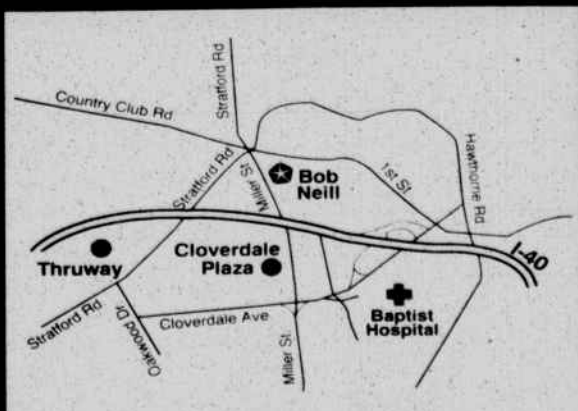 Stratford Rd
Country Club Rd
Stratford Rd
Miller St.
Bob
Neill
1st St.
Hawthorne Rd
Thruway
Cloverdale
Plaza
I-40
Baptist
Hospital
Stratford Rd
Oakwood Dr.
Cloverdale Ave
Miller St.